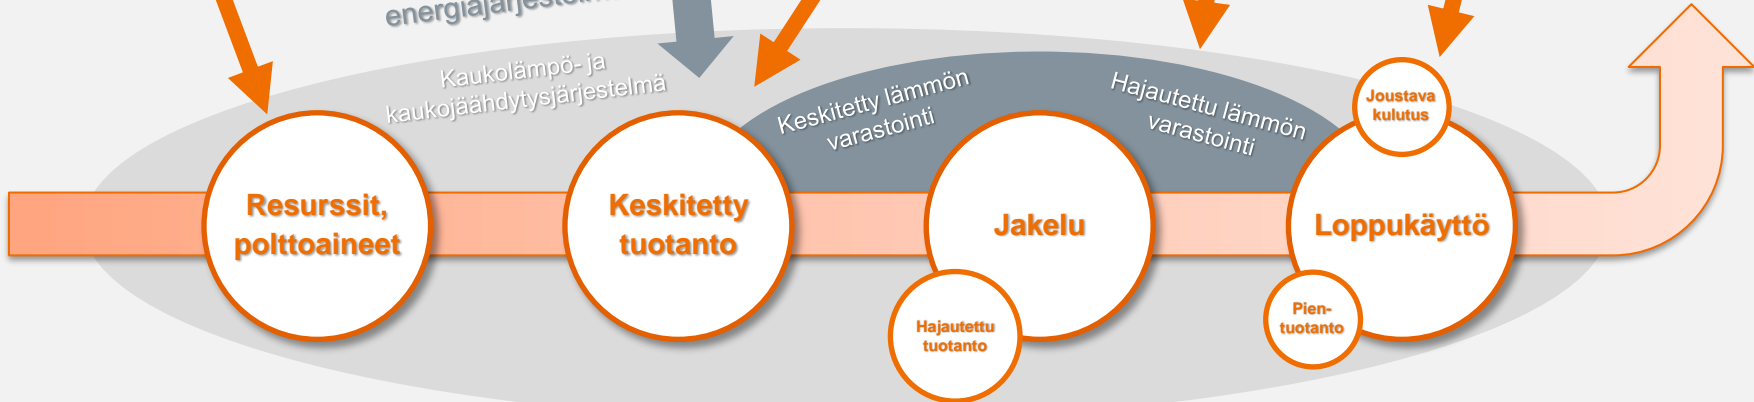 Kaukolämpö- ja
kaukojäähdytysjärjestelmä
Keskitetty lämmön
varastointi
Hajautettu lämmön
varastointi
Joustava
kulutus
Resurssit,
polttoaineet
Keskitetty
tuotanto
Jakelu
Loppukäyttö
Hajautettu
tuotanto
Pien-
tuotanto